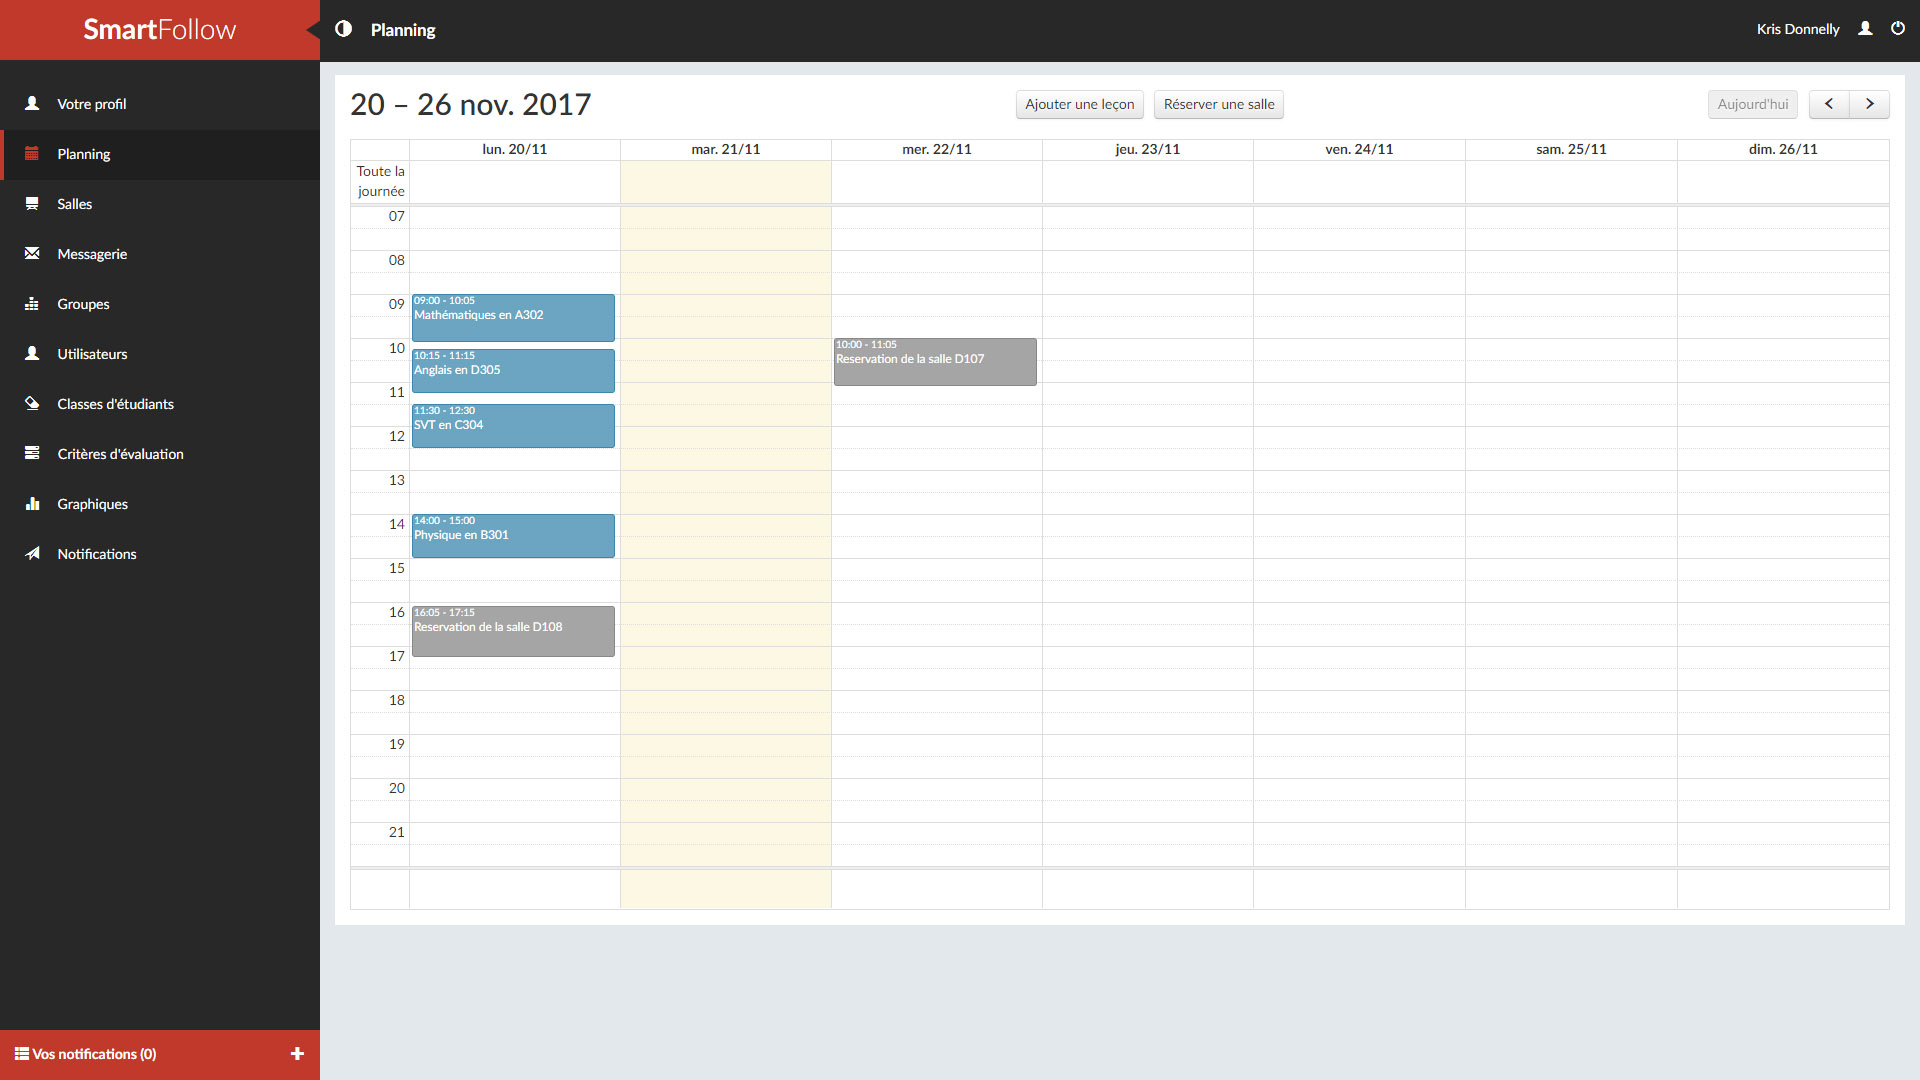 SmartFollow
Planning
Kris Donnelly
Votre profil
Planning
Salles
Messagerie
Groupes
Utilisateurs
Classes d'étudiants
Critères d'évaluation
Graphiques
Notifications
Vos notifications (0)
20 – 26 nov. 2017
Ajouter une leçon
Réserver une salle
Aujourd'hui
lun. 20/11
mar. 21/11
mer. 22/11
jeu. 23/11
ven. 24/11
sam. 25/11
dim. 26/11
Toute la
journée
07
08
09
09:00 - 10:05
Mathématiques en A302
10
10:00 - 11:05
Reservation de la salle D107
10:15 - 11:15
Anglais en D305
11
11:30 - 12:30
SVT en C304
12
13
14
14:00 - 15:00
Physique en B301
15
16
16:05 - 17:15
Reservation de la salle D108
17
18
19
20
21